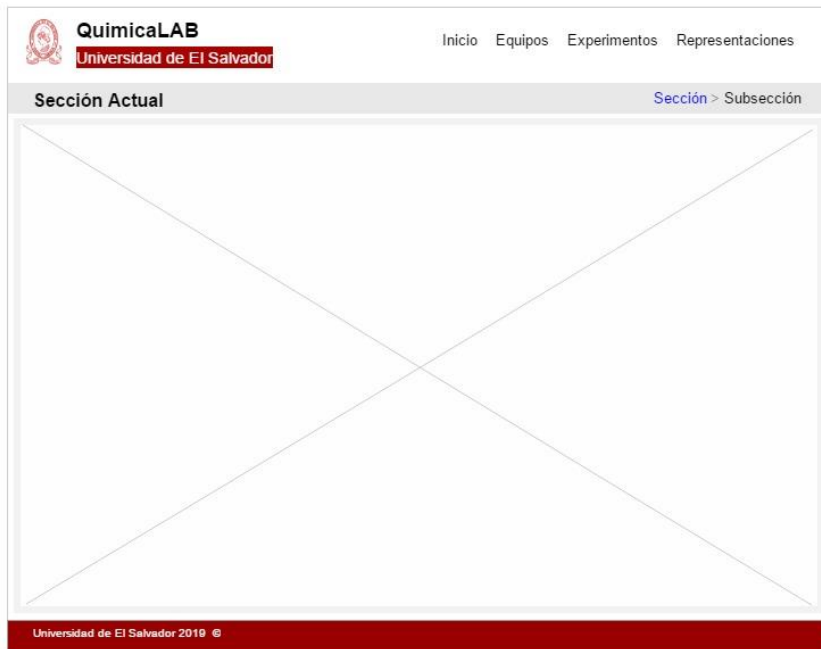 QuimicaLAB
Universidad de El Salvador
Inicio Equipos Experimentos Representaciones
Sección Actual
Sección > Subsección
Universidad de El Salvador 2019 ©